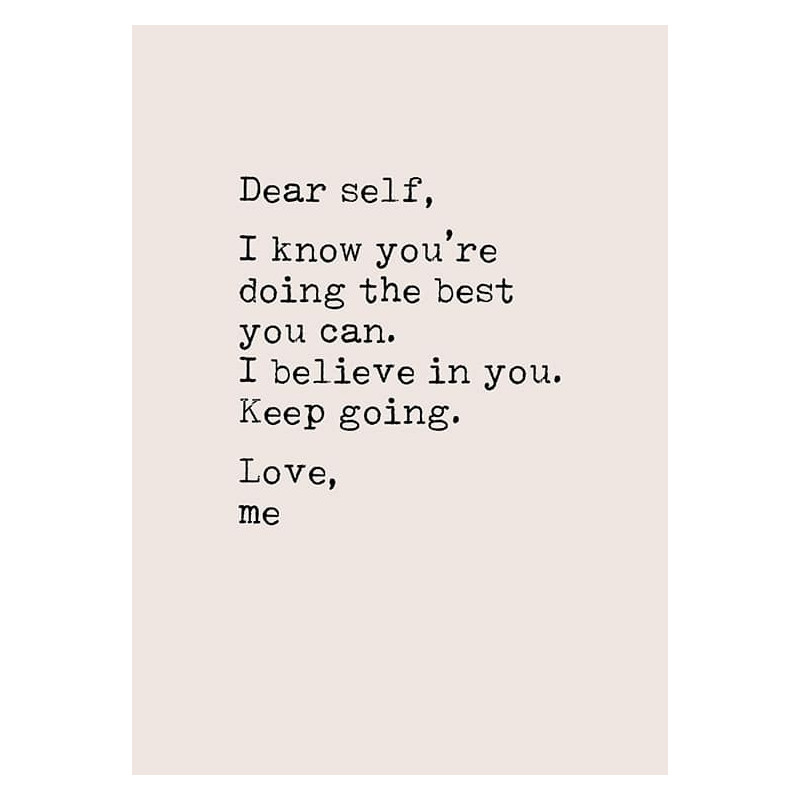 Dear self,
I know you're
doing the best
you can.
I believe in you.
Keep going.
Love,
me